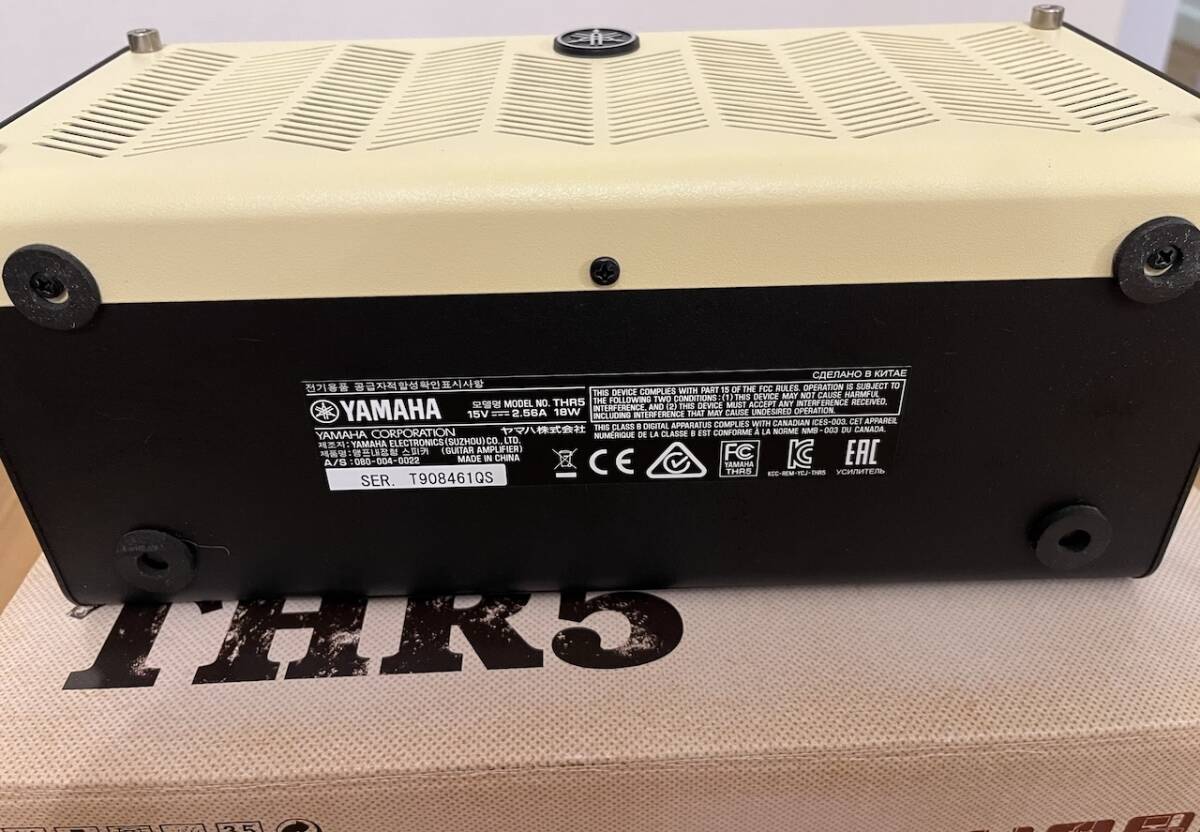 전기용품 공급자적합성확인표시사항
СДЕЛАНО В КИТАЕ
YAMAHA
모델명 MODEL NO. THR5
15V 2.56A 18W
THIS DEVICE COMPLIES WITH PART 15 OF THE FCC RULES. OPERATION IS SUBJECT TO
THE FOLLOWING TWO CONDITIONS: (1) THIS DEVICE MAY NOT CAUSE HARMFUL
INTERFERENCE, AND (2) THIS DEVICE MUST ACCEPT ANY INTERFERENCE RECEIVED,
INCLUDING INTERFERENCE THAT MAY CAUSE UNDESIRED OPERATION.
YAMAHA CORPORATION ヤマハ株式会社
THIS CLASS B DIGITAL APPARATUS COMPLIES WITH CANADIAN ICES-003. CET APPAREIL
NUMÉRIQUE DE LA CLASSE B EST CONFORME À LA NORME NMB-003 DU CANADA.
제조자: YAMAHA ELECTRONICS(SUZHOU)CO., LTD.
제품명: 앰프내장형 스피커 (GUITAR AMPLIFIER)
A/S : 080-004-0022 MADE IN CHINA
SER. T908461QS
CE
FC
YAMAHA
THR5
KCC-REM-YCJ-THR5
EAC
УСИЛИТЕЛЬ
THR5
35